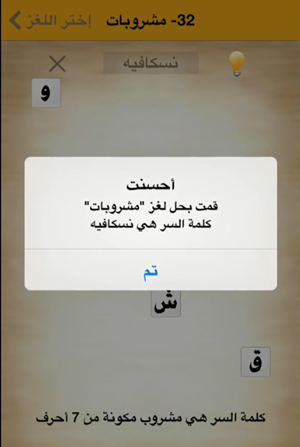 32- مشروبات
إختر اللغز
نسكافيه
و
أحسنت
قمت بحل لغز "مشروبات"
كلمة السر هي نسكافيه
تم
ش
ق
كلمة السر هي مشروب مكونة من 7 أحرف